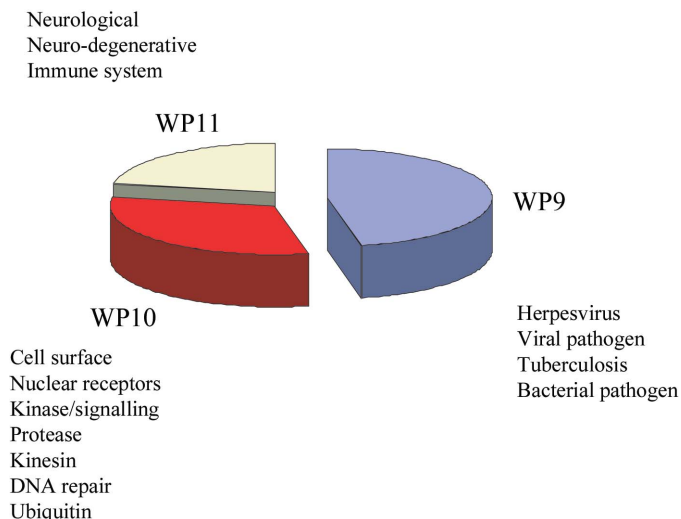 Neurological
Neuro-degenerative
Immune system
WP11
WP9
WP10
Herpesvirus
Viral pathogen
Tuberculosis
Bacterial pathogen
Cell surface
Nuclear receptors
Kinase/signalling
Protease
Kinesin
DNA repair
Ubiquitin